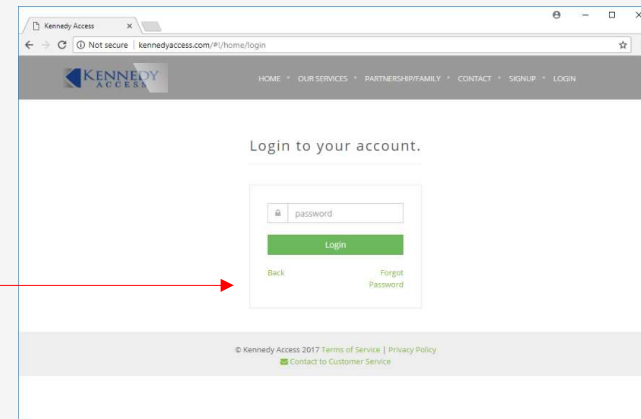 Kennedy Access
Not secure | kennedyaccess.com/#!/home/login
KENNEDY
ACCESS
HOME * OUR SERVICES * PARTNERSHIP/FAMILY * CONTACT * SIGNUP * LOGIN
Login to your account.
password
Login
Back
Forgot
Password
© Kennedy Access 2017 Terms of Service | Privacy Policy
Contact to Customer Service